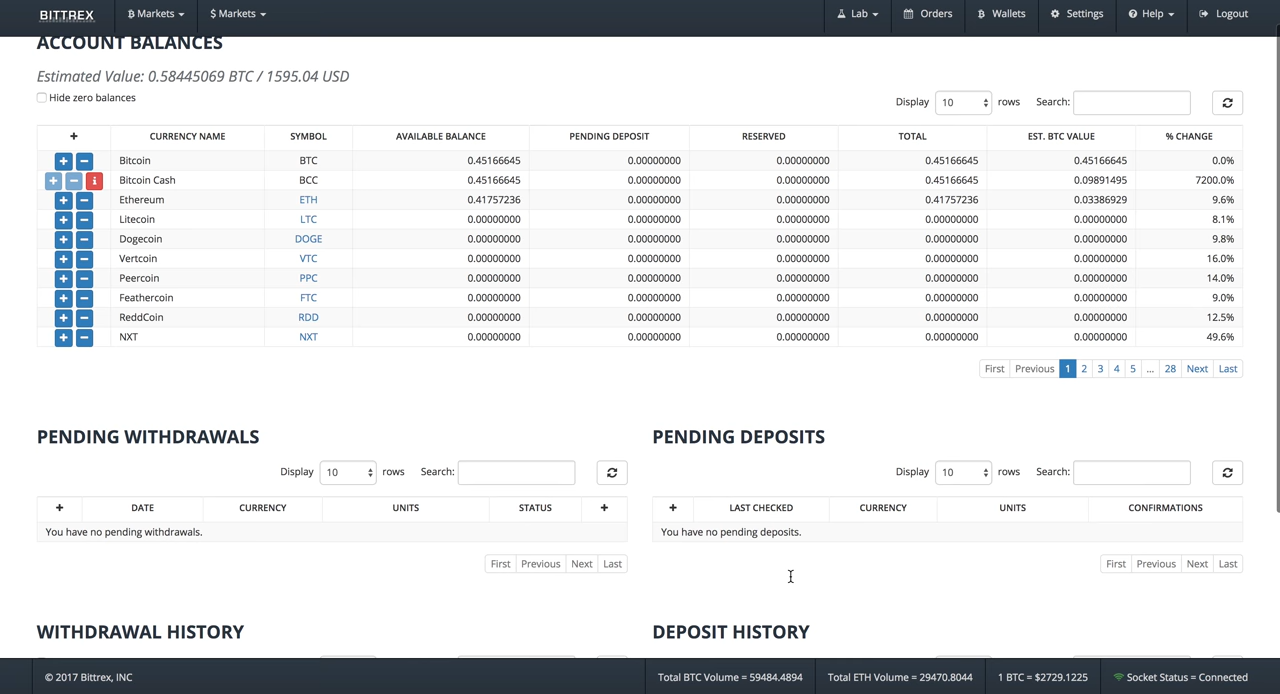 BITTREX ₿ Markets $ Markets Lab Orders ₿ Wallets Settings Help Logout
ACCOUNT BALANCES
Estimated Value: 0.58445069 BTC / 1595.04 USD
Hide zero balances
Display 10 rows Search:
+ CURRENCY NAME SYMBOL AVAILABLE BALANCE PENDING DEPOSIT RESERVED TOTAL EST. BTC VALUE % CHANGE
+ − Bitcoin BTC 0.45166645 0.00000000 0.00000000 0.45166645 0.45166645 0.0%
+ − i Bitcoin Cash BCC 0.45166645 0.00000000 0.00000000 0.45166645 0.09891495 7200.0%
+ − Ethereum ETH 0.41757236 0.00000000 0.00000000 0.41757236 0.03386929 9.6%
+ − Litecoin LTC 0.00000000 0.00000000 0.00000000 0.00000000 0.00000000 8.1%
+ − Dogecoin DOGE 0.00000000 0.00000000 0.00000000 0.00000000 0.00000000 9.8%
+ − Vertcoin VTC 0.00000000 0.00000000 0.00000000 0.00000000 0.00000000 16.0%
+ − Peercoin PPC 0.00000000 0.00000000 0.00000000 0.00000000 0.00000000 14.0%
+ − Feathercoin FTC 0.00000000 0.00000000 0.00000000 0.00000000 0.00000000 9.0%
+ − ReddCoin RDD 0.00000000 0.00000000 0.00000000 0.00000000 0.00000000 12.5%
+ − NXT NXT 0.00000000 0.00000000 0.00000000 0.00000000 0.00000000 49.6%
First Previous 1 2 3 4 5 ... 28 Next Last
PENDING WITHDRAWALS
Display 10 rows Search:
+ DATE CURRENCY UNITS STATUS +
You have no pending withdrawals.
First Previous Next Last
PENDING DEPOSITS
Display 10 rows Search:
+ LAST CHECKED CURRENCY UNITS CONFIRMATIONS
You have no pending deposits.
First Previous Next Last
WITHDRAWAL HISTORY
DEPOSIT HISTORY
© 2017 Bittrex, INC Total BTC Volume = 59484.4894 Total ETH Volume = 29470.8044 1 BTC = $2729.1225 Socket Status = Connected